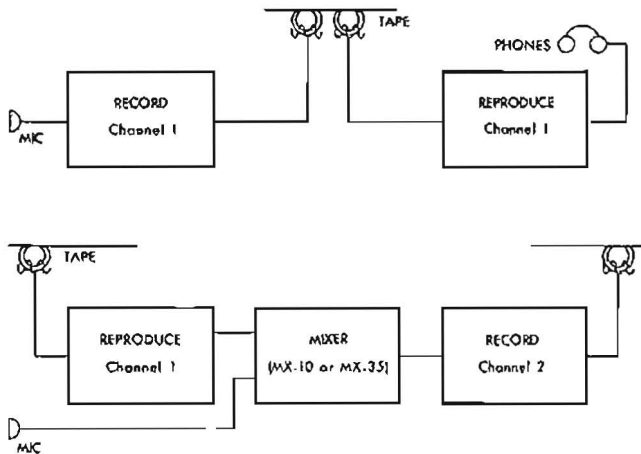 TAPE
PHONES
RECORD
Channel 1
REPRODUCE
Channel 1
MIC
TAPE
REPRODUCE
Channel 1
MIXER
(MX-10 or MX-35)
RECORD
Channel 2
MIC